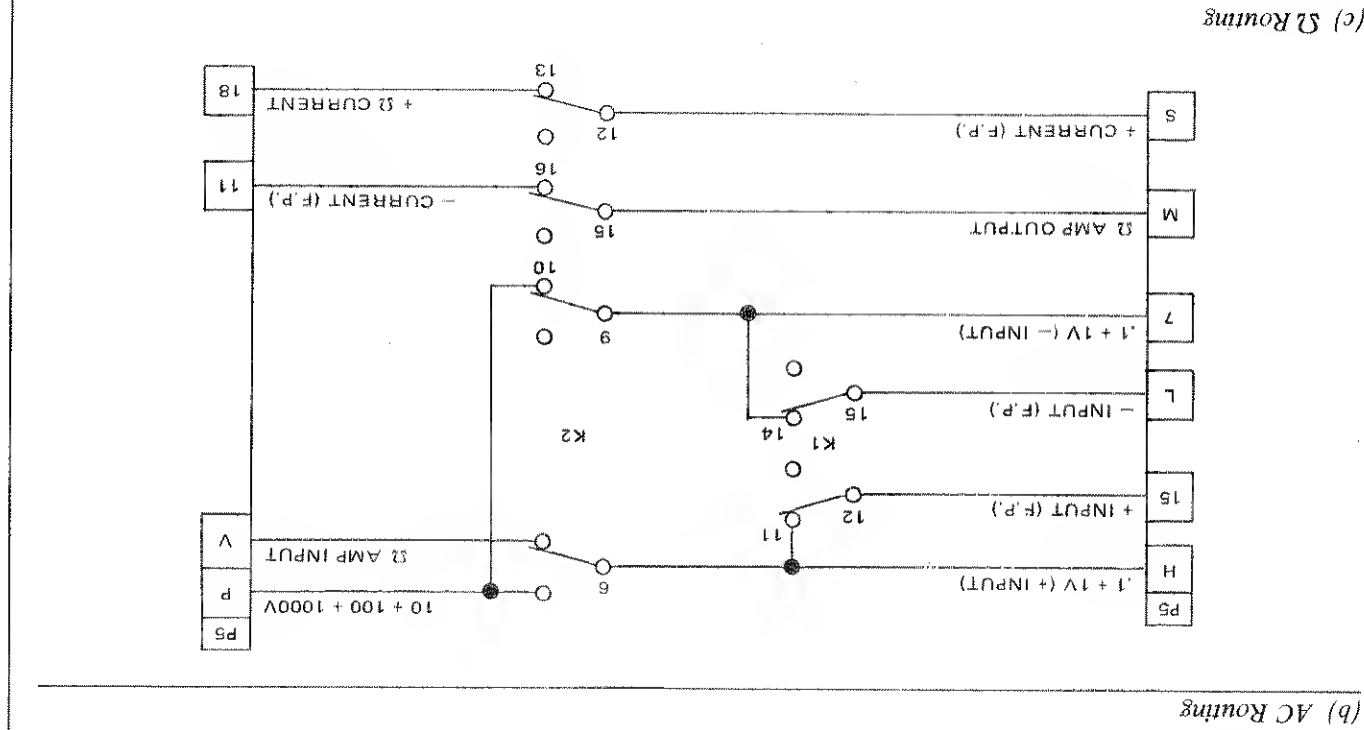 (c) Ω Routing
+ CURRENT (F.P.)
S
12
13
+ Ω CURRENT
18
Ω AMP OUTPUT
M
15
16
− CURRENT (F.P.)
11
.1 + 1V (− INPUT)
7
9
10
− INPUT (F.P.)
L
15
14
K1
K2
+ INPUT (F.P.)
15
12
11
.1 + 1V (+ INPUT)
H
P5
6
Ω AMP INPUT
V
10 + 100 + 1000V
P
P5
(b) AC Routing